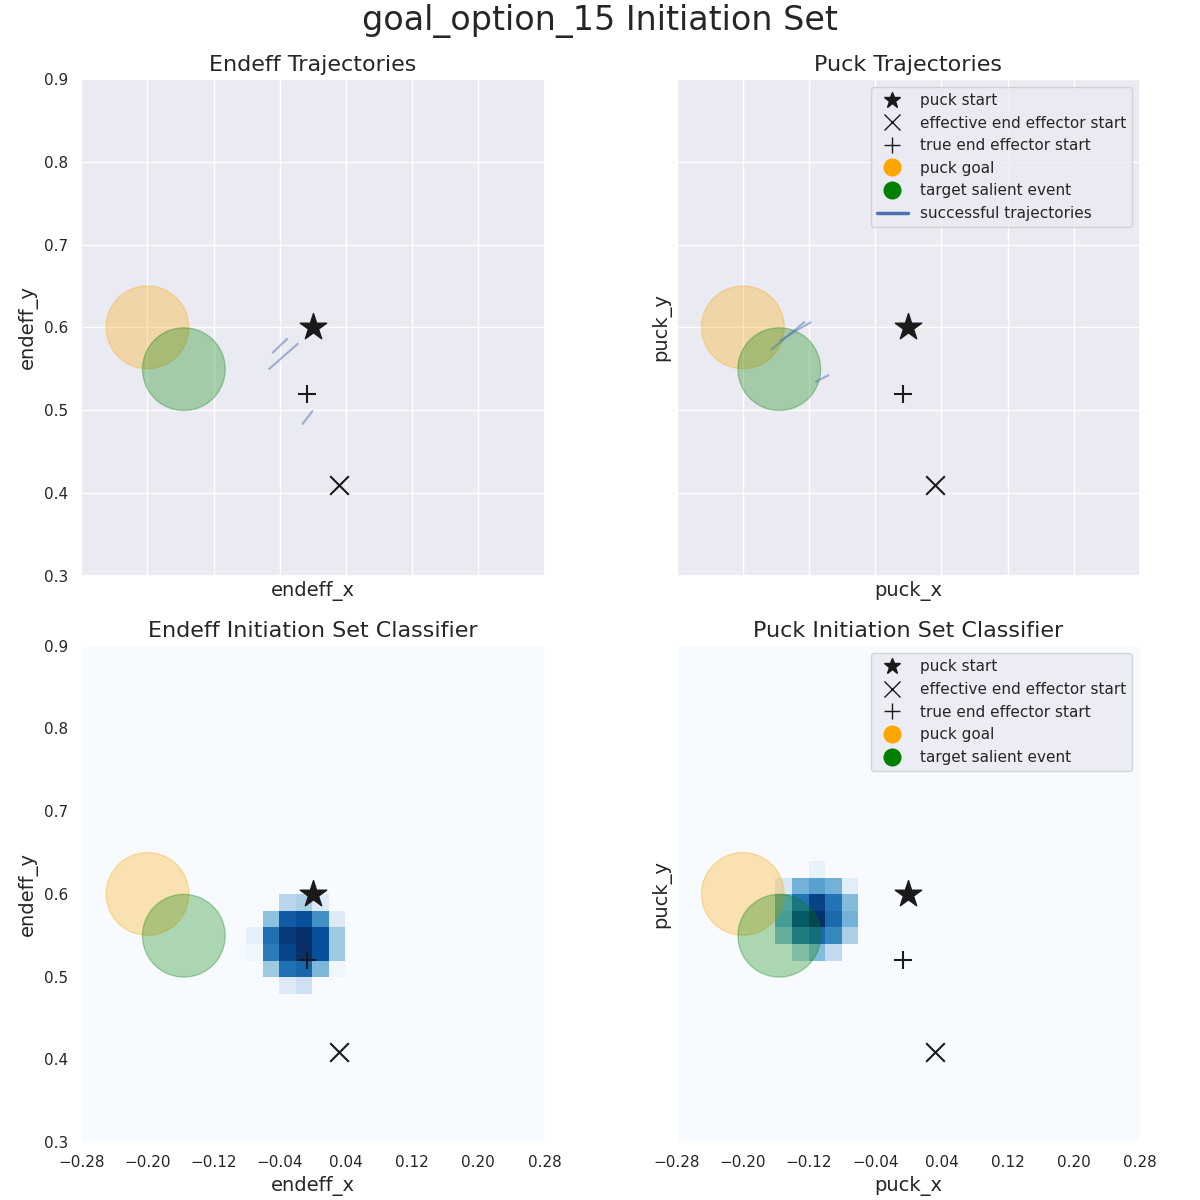 goal_option_15 Initiation Set
Endeff Trajectories
0.9
0.8
0.7
0.6
0.5
0.4
0.3
endeff_y
endeff_x
Puck Trajectories
puck start
effective end effector start
true end effector start
puck goal
target salient event
successful trajectories
puck_y
puck_x
Endeff Initiation Set Classifier
0.9
0.8
0.7
0.6
0.5
0.4
0.3
endeff_y
−0.28 −0.20 −0.12 −0.04 0.04 0.12 0.20 0.28
endeff_x
Puck Initiation Set Classifier
puck start
effective end effector start
true end effector start
puck goal
target salient event
puck_y
−0.28 −0.20 −0.12 −0.04 0.04 0.12 0.20 0.28
puck_x